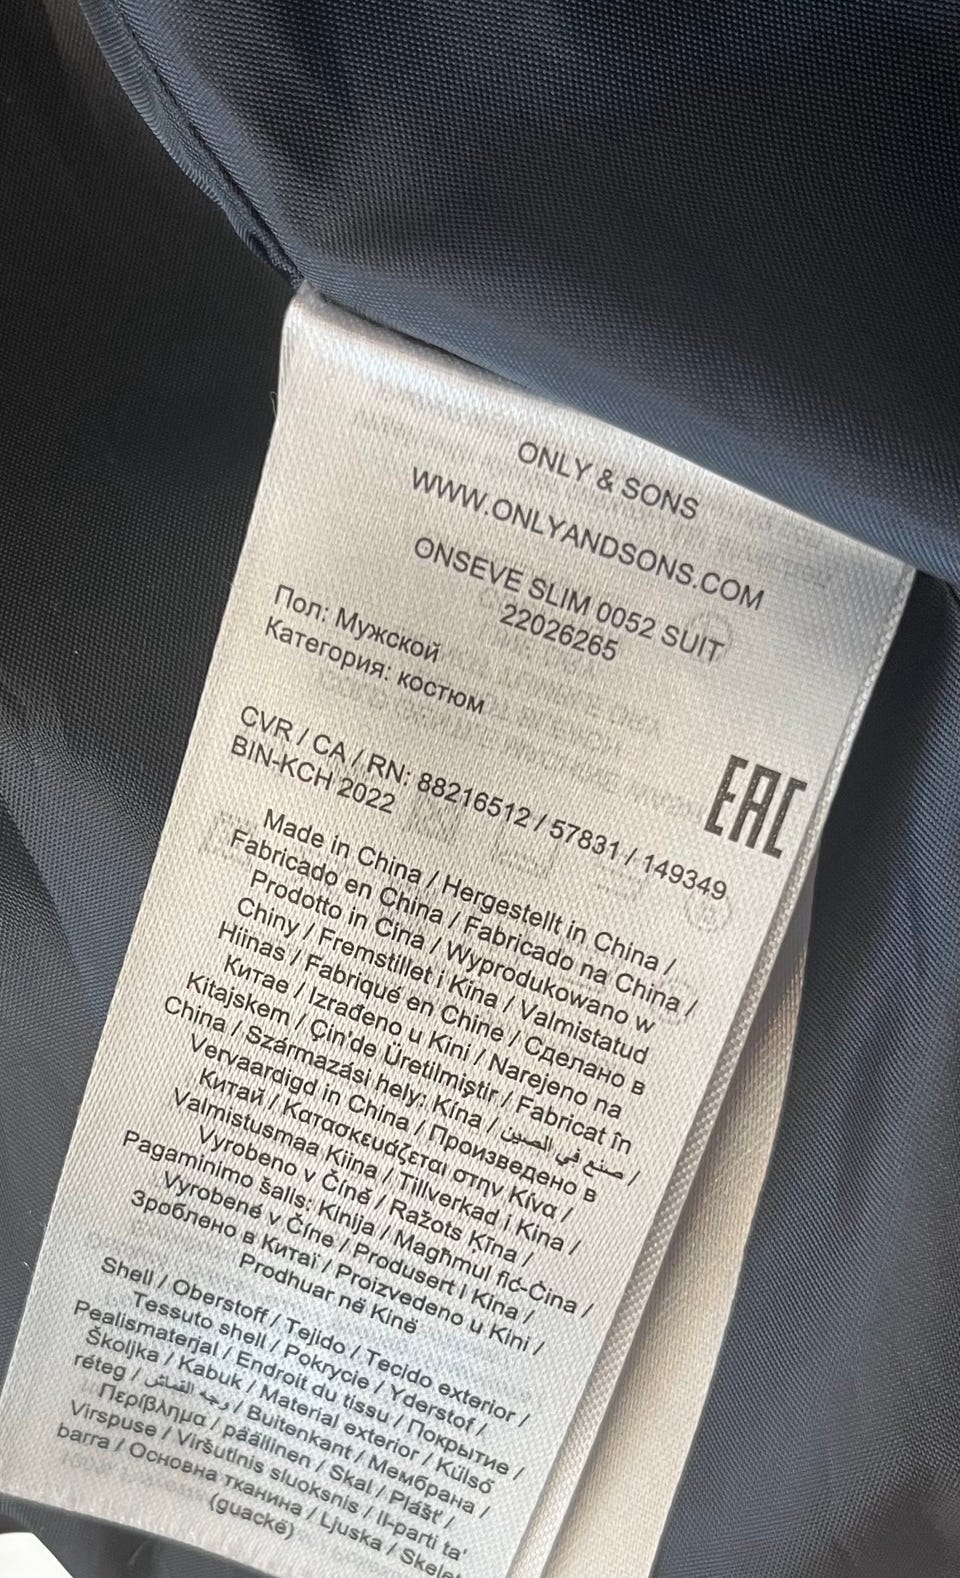 ONLY & SONS
WWW.ONLYANDSONS.COM
ONSEVE SLIM 0052 SUIT
22026265
Пол: Мужской
Категория: костюм
EAC
CVR / CA / RN: 88216512 / 57831 / 149349
BIN-KCH 2022
Made in China / Hergestellt in China /
Fabricado en China / Fabricado na China /
Prodotto in Cina / Wyprodukowano w
Chiny / Fremstillet i Kina / Valmistatud
Hiinas / Fabriqué en Chine / Сделано в
Китае / Izrađeno u Kini / Narejeno na
Kitajskem / Çin'de Üretilmiştir / Fabricat în
China / Származási hely: Kína / صنع في الصين /
Vervaardigd in China / Произведено в
Китай / Κατασκευάζεται στην Κίνα /
Valmistusmaa Kiina / Tillverkad i Kina /
Vyrobeno v Číně / Ražots Ķīna /
Pagaminimo šalis: Kinija / Magħmul fiċ-Ċina /
Vyrobené v Číne / Produsert i Kina /
Зроблено в Китаї / Proizvedeno u Kini /
Prodhuar në Kinë
Shell / Oberstoff / Tejido / Tecido exterior /
Tessuto shell / Pokrycie / Yderstof /
Pealismaterjal / Endroit du tissu / Покрытие /
Školjka / Kabuk / Material exterior / Külső
réteg / وجه القماش / Buitenkant / Мембрана /
Περίβλημα / päällinen / Skal / Plášť /
Virspuse / Viršutinis sluoksnis / Il-parti ta'
barra / Основна тканина / Ljuska / Skelet
(guackë)